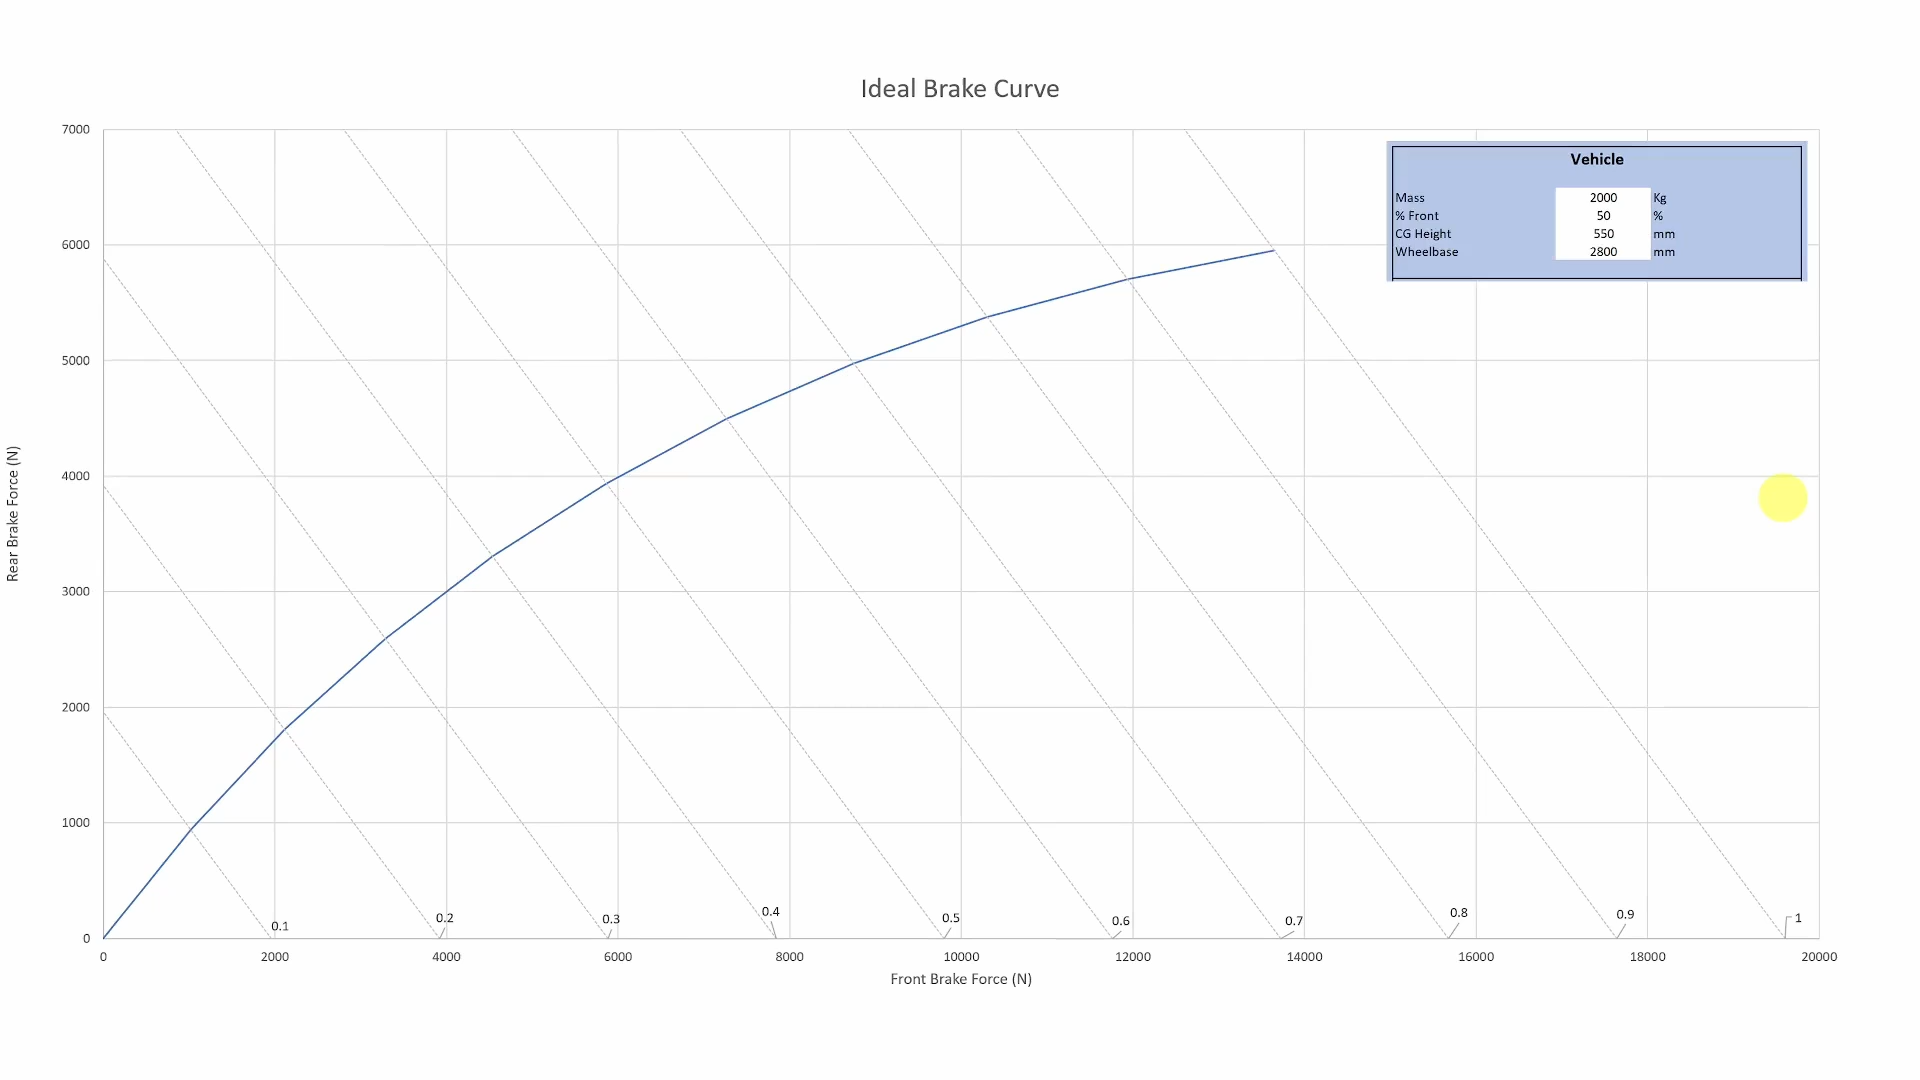 Ideal Brake Curve
Vehicle
Mass 2000 Kg
% Front 50 %
CG Height 550 mm
Wheelbase 2800 mm
7000
6000
5000
4000
3000
2000
1000
0
Rear Brake Force (N)
0.1 0.2 0.3 0.4 0.5 0.6 0.7 0.8 0.9 1
0 2000 4000 6000 8000 10000 12000 14000 16000 18000 20000
Front Brake Force (N)